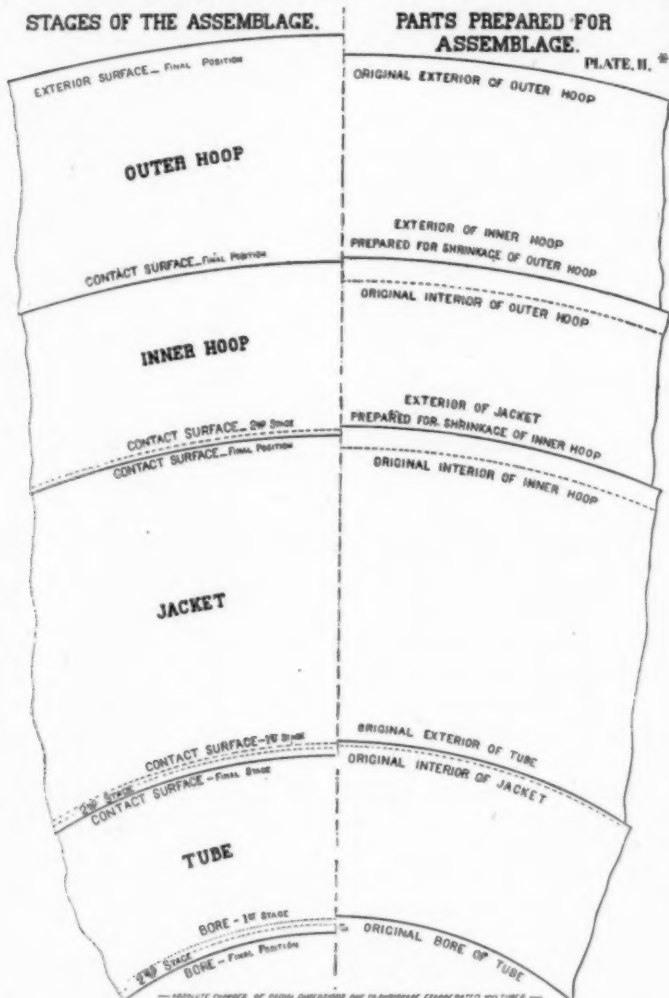 STAGES OF THE ASSEMBLAGE.
PARTS PREPARED FOR
ASSEMBLAGE.
PLATE, II.
EXTERIOR SURFACE – FINAL POSITION
OUTER HOOP
CONTACT SURFACE – FINAL POSITION
INNER HOOP
CONTACT SURFACE – 2ND STAGE
CONTACT SURFACE – FINAL POSITION
JACKET
CONTACT SURFACE – 1ST STAGE
2ND STAGE
CONTACT SURFACE – FINAL STAGE
TUBE
BORE – 1ST STAGE
2ND STAGE
BORE – FINAL POSITION
ORIGINAL EXTERIOR OF OUTER HOOP
EXTERIOR OF INNER HOOP
PREPARED FOR SHRINKAGE OF OUTER HOOP
ORIGINAL INTERIOR OF OUTER HOOP
EXTERIOR OF JACKET
PREPARED FOR SHRINKAGE OF INNER HOOP
ORIGINAL INTERIOR OF INNER HOOP
ORIGINAL EXTERIOR OF TUBE
ORIGINAL INTERIOR OF JACKET
ORIGINAL BORE OF TUBE